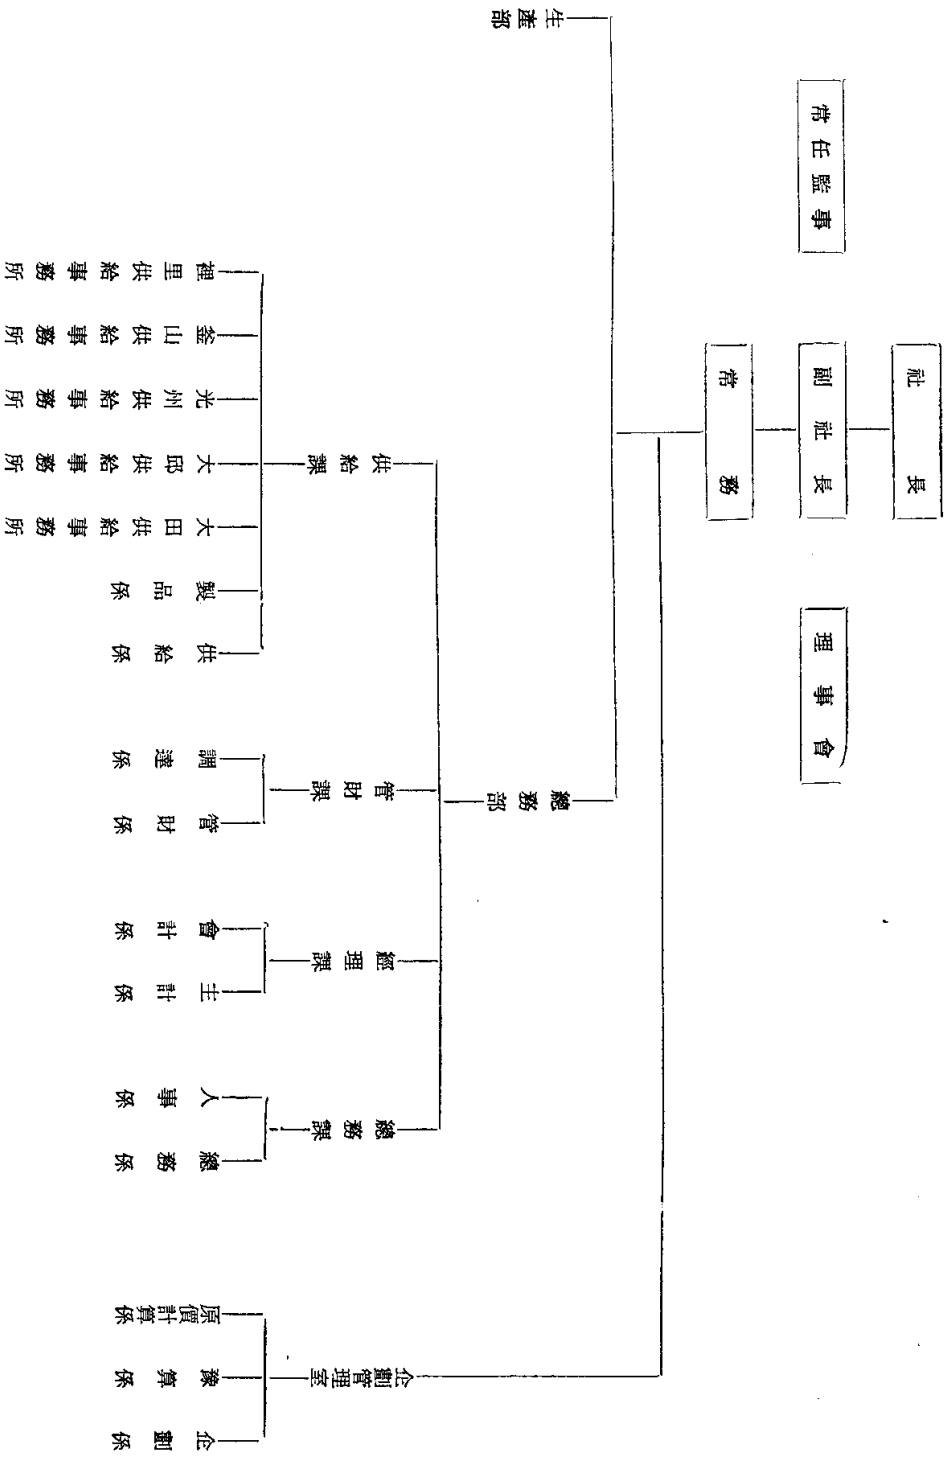 社長
常任監事
副社長
理事會
常務
總務部
生產部
企劃管理室
總務課
經理課
管財課
供給課
企劃係
豫算係
原價計算係
總務係
人事係
主計係
會計係
管財係
調達係
供給係
製品係
大田供給事務所
大邱供給事務所
光州供給事務所
釜山供給事務所
裡里供給事務所